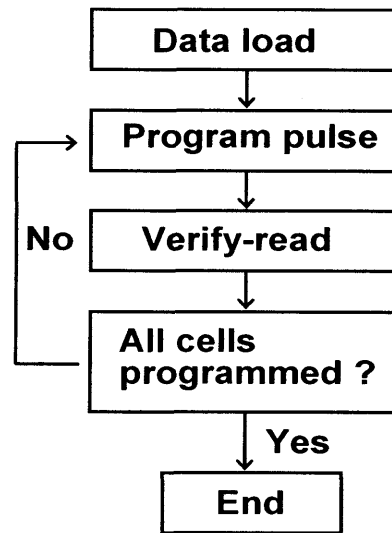 Data load
Program pulse
No
Verify-read
All cells
programmed ?
Yes
End